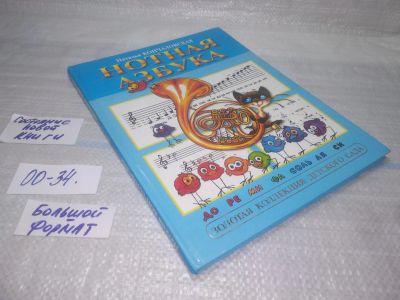 Состояние
новой
книги
ОО-34.
Большой
формат
Наталья КОНЧАЛОВСКАЯ
НОТНАЯ
АЗБУКА
ДО РЕ МИ ФА СОЛЬ ЛЯ СИ
ЗОЛОТАЯ КОЛЛЕКЦИЯ ДЕТСКОГО САДА